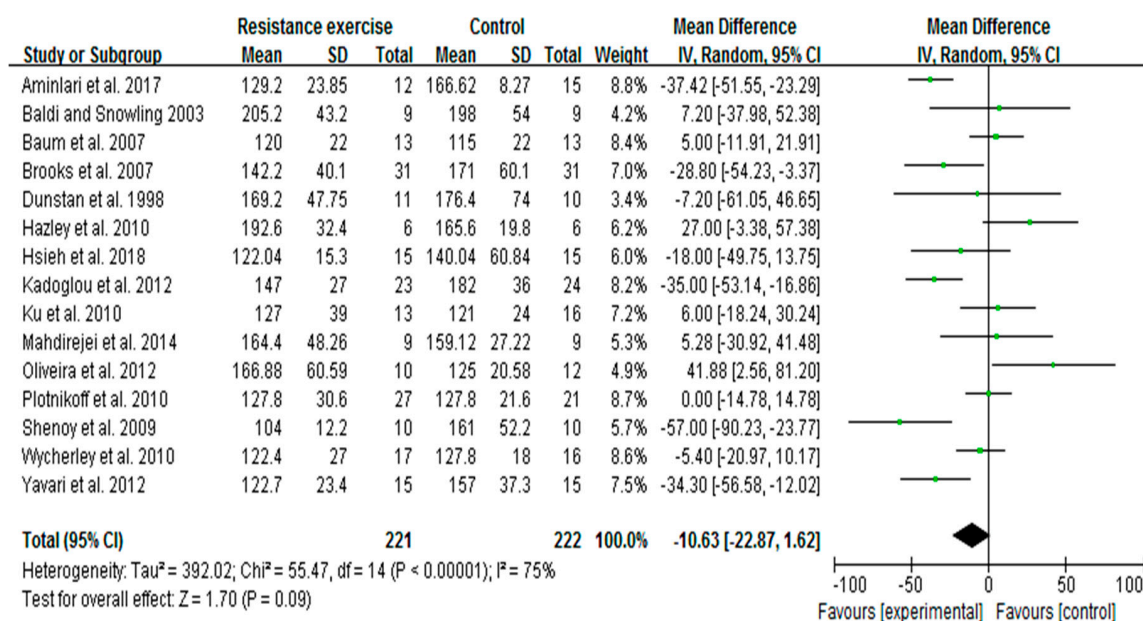 Resistance exercise Control Mean Difference Mean Difference
Study or Subgroup Mean SD Total Mean SD Total Weight IV, Random, 95% CI IV, Random, 95% CI
Aminlari et al. 2017 129.2 23.85 12 166.62 8.27 15 8.8% -37.42 [-51.55, -23.29]
Baldi and Snowling 2003 205.2 43.2 9 198 54 9 4.2% 7.20 [-37.98, 52.38]
Baum et al. 2007 120 22 13 115 22 13 8.4% 5.00 [-11.91, 21.91]
Brooks et al. 2007 142.2 40.1 31 171 60.1 31 7.0% -28.80 [-54.23, -3.37]
Dunstan et al. 1998 169.2 47.75 11 176.4 74 10 3.4% -7.20 [-61.05, 46.65]
Hazley et al. 2010 192.6 32.4 6 165.6 19.8 6 6.2% 27.00 [-3.38, 57.38]
Hsieh et al. 2018 122.04 15.3 15 140.04 60.84 15 6.0% -18.00 [-49.75, 13.75]
Kadoglou et al. 2012 147 27 23 182 36 24 8.2% -35.00 [-53.14, -16.86]
Ku et al. 2010 127 39 13 121 24 16 7.2% 6.00 [-18.24, 30.24]
Mahdirejei et al. 2014 164.4 48.26 9 159.12 27.22 9 5.3% 5.28 [-30.92, 41.48]
Oliveira et al. 2012 166.88 60.59 10 125 20.58 12 4.9% 41.88 [2.56, 81.20]
Plotnikoff et al. 2010 127.8 30.6 27 127.8 21.6 21 8.7% 0.00 [-14.78, 14.78]
Shenoy et al. 2009 104 12.2 10 161 52.2 10 5.7% -57.00 [-90.23, -23.77]
Wycherley et al. 2010 122.4 27 17 127.8 18 16 8.6% -5.40 [-20.97, 10.17]
Yavari et al. 2012 122.7 23.4 15 157 37.3 15 7.5% -34.30 [-56.58, -12.02]
Total (95% CI) 221 222 100.0% -10.63 [-22.87, 1.62]
Heterogeneity: Tau² = 392.02; Chi² = 55.47, df = 14 (P < 0.00001); I² = 75%
Test for overall effect: Z = 1.70 (P = 0.09)
-100 -50 0 50 100
Favours [experimental] Favours [control]